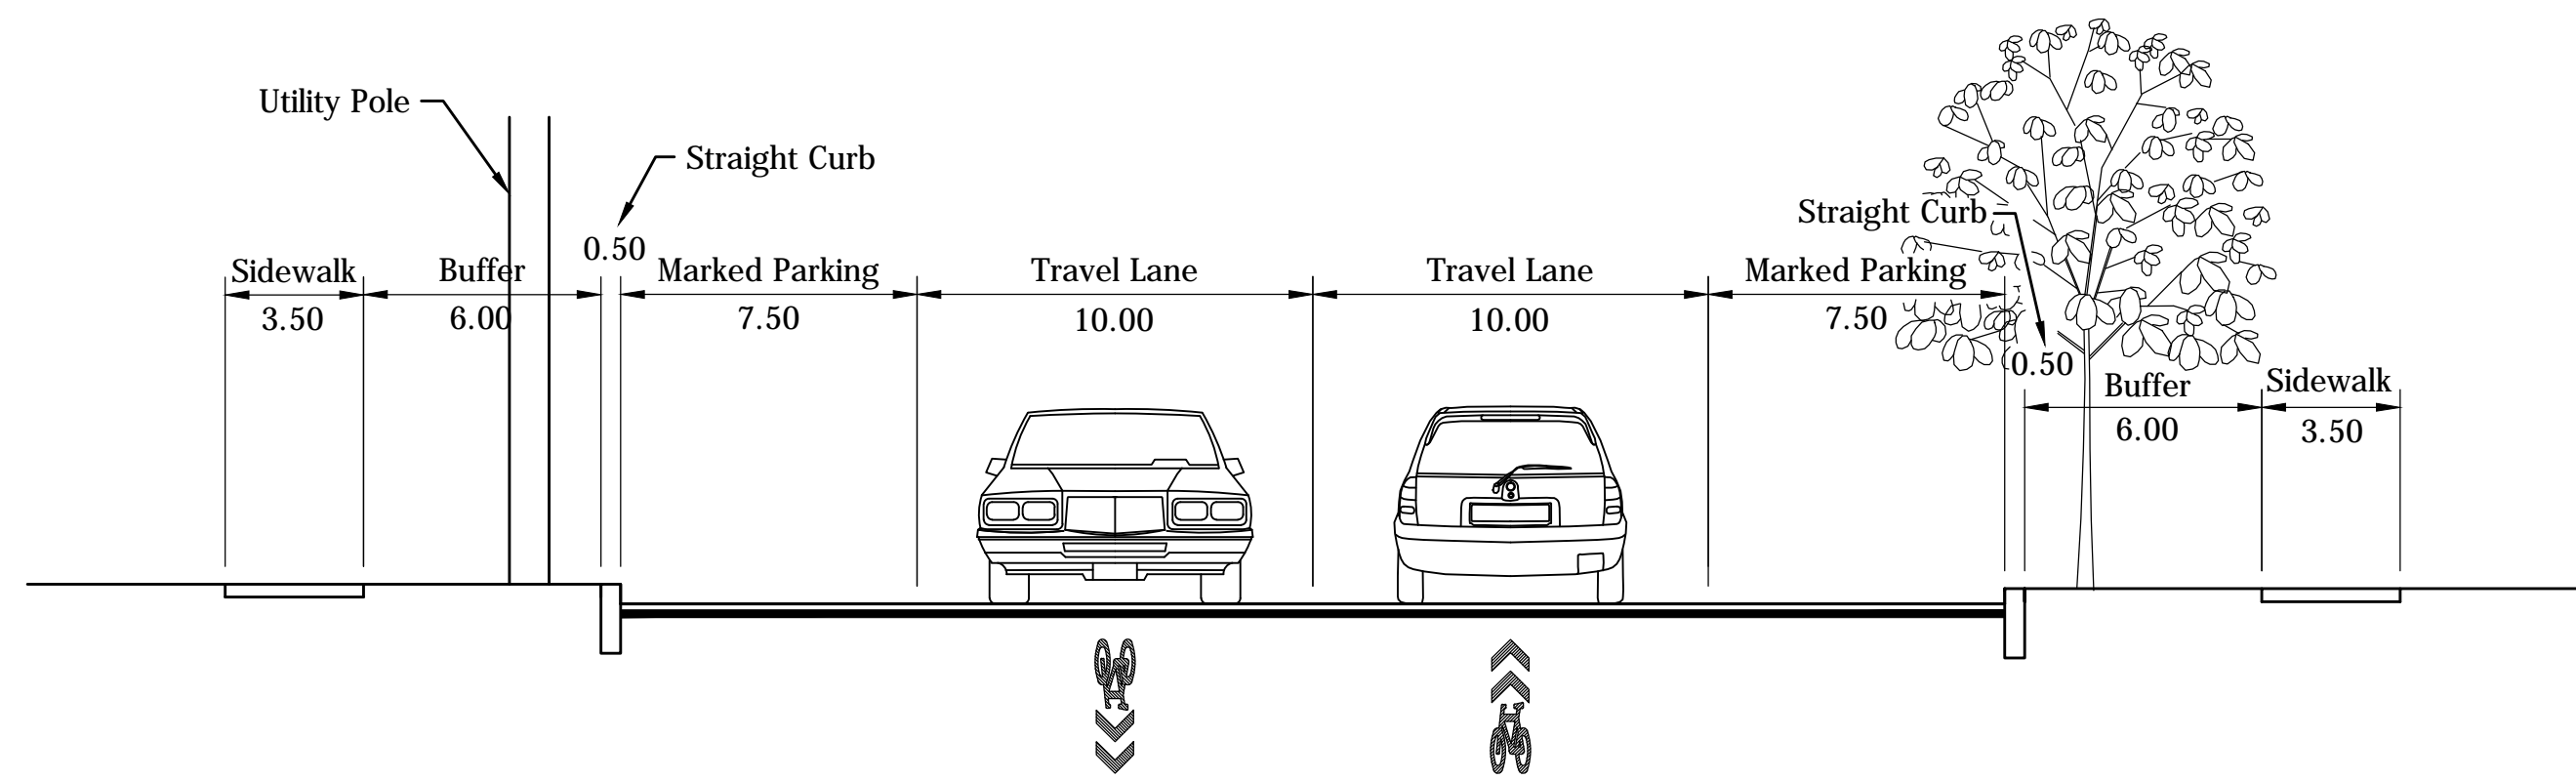 Utility Pole
Straight Curb
Straight Curb
0.50
Sidewalk
Buffer
Marked Parking
Travel Lane
Travel Lane
Marked Parking
3.50
6.00
7.50
10.00
10.00
7.50
0.50
Buffer
Sidewalk
6.00
3.50